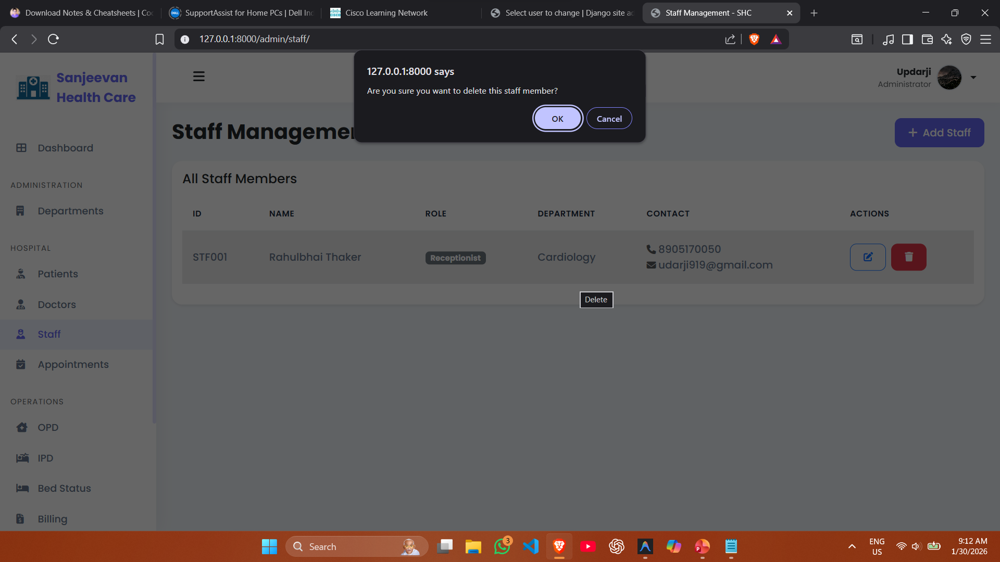 Download Notes & Cheatsheets | Coc
SupportAssist for Home PCs | Dell Ind
Cisco Learning Network
Select user to change | Django site ad
Staff Management - SHC
127.0.0.1:8000/admin/staff/
127.0.0.1:8000 says
Are you sure you want to delete this staff member?
OK
Cancel
Sanjeevan
Health Care
Updarji
Administrator
Dashboard
ADMINISTRATION
Departments
HOSPITAL
Patients
Doctors
Staff
Appointments
OPERATIONS
OPD
IPD
Bed Status
Billing
Staff Managemen
+ Add Staff
All Staff Members
ID NAME ROLE DEPARTMENT CONTACT ACTIONS
STF001 Rahulbhai Thaker Receptionist Cardiology 8905170050
udarji919@gmail.com
Delete
Search
3
ENG
US
9:12 AM
1/30/2026